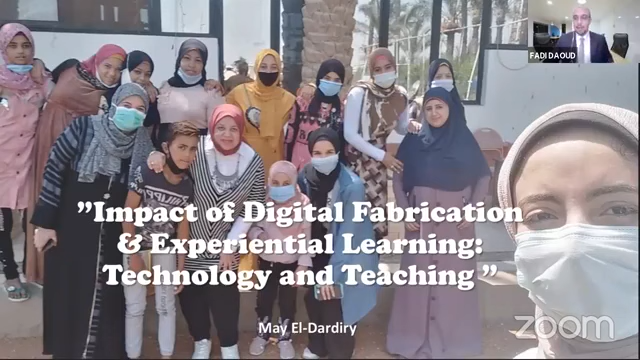 FADI DAOUD
"Impact of Digital Fabrication
& Experiential Learning:
Technology and Teaching"
May El-Dardiry
zoom